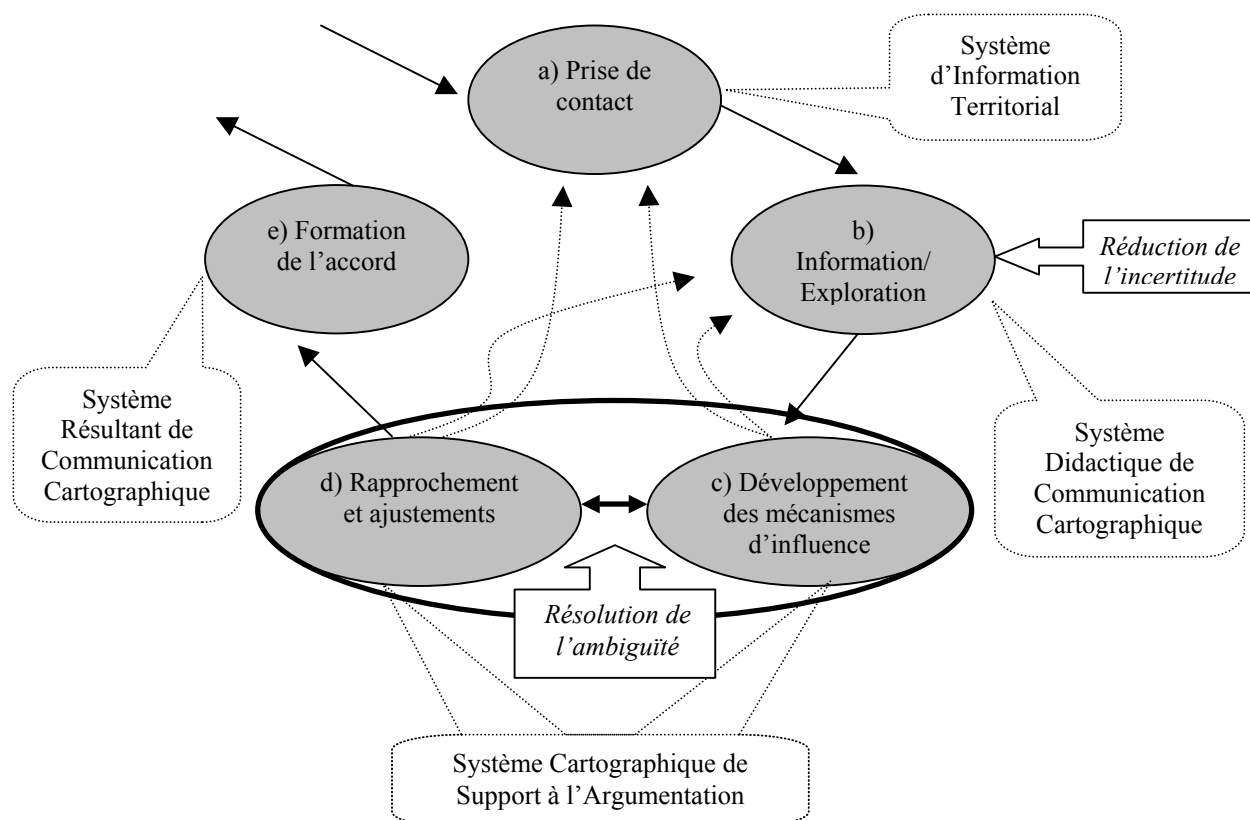 a) Prise de
contact
Système
d’Information
Territorial
e) Formation
de l’accord
b)
Information/
Exploration
Réduction de
l’incertitude
Système
Résultant de
Communication
Cartographique
Système
Didactique de
Communication
Cartographique
d) Rapprochement
et ajustements
c) Développement
des mécanismes
d’influence
Résolution de
l’ambiguïté
Système Cartographique de
Support à l’Argumentation